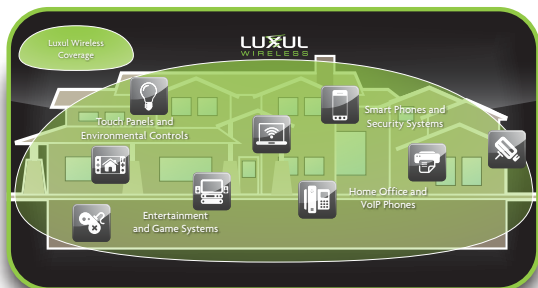 Luxul Wireless
Coverage
LUXUL
WIRELESS
Touch Panels and
Environmental Controls
Smart Phones and
Security Systems
Home Office and
VoIP Phones
Entertainment
and Game Systems